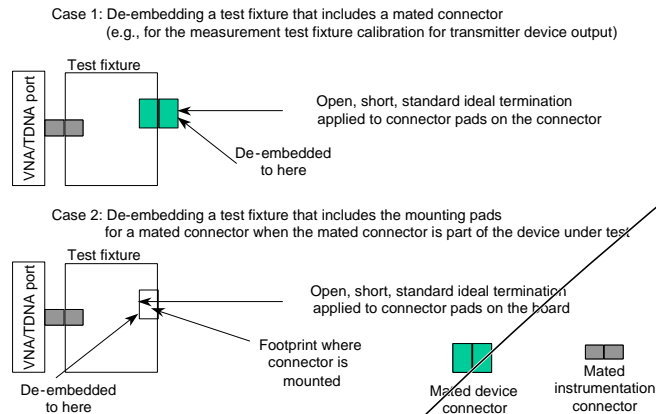 Case 1: De-embedding a test fixture that includes a mated connector
(e.g., for the measurement test fixture calibration for transmitter device output)
Test fixture
VNA/TDNA port
Open, short, standard ideal termination
applied to connector pads on the connector
De-embedded
to here
Case 2: De-embedding a test fixture that includes the mounting pads
for a mated connector when the mated connector is part of the device under test
Test fixture
VNA/TDNA port
Open, short, standard ideal termination
applied to connector pads on the board
Footprint where
connector is
mounted
De-embedded
to here
Mated device
connector
Mated
instrumentation
connector